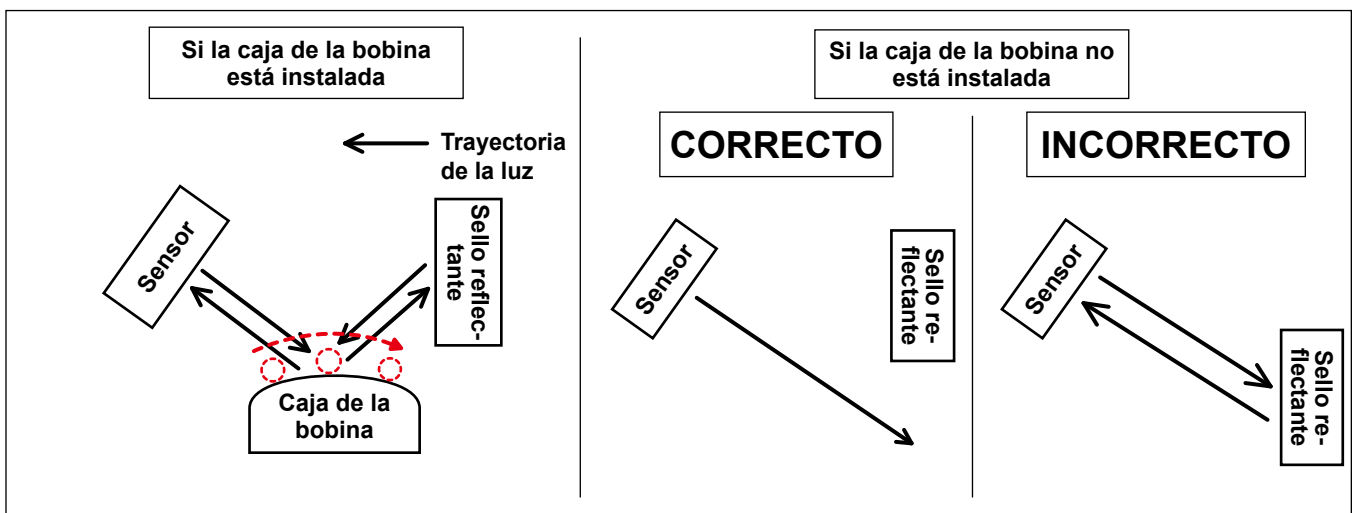 Si la caja de la bobina
está instalada
Trayectoria
de la luz
Sensor
Sello reflec-
tante
Caja de la
bobina
Si la caja de la bobina no
está instalada
CORRECTO
Sensor
Sello re-
flectante
INCORRECTO
Sensor
Sello re-
flectante